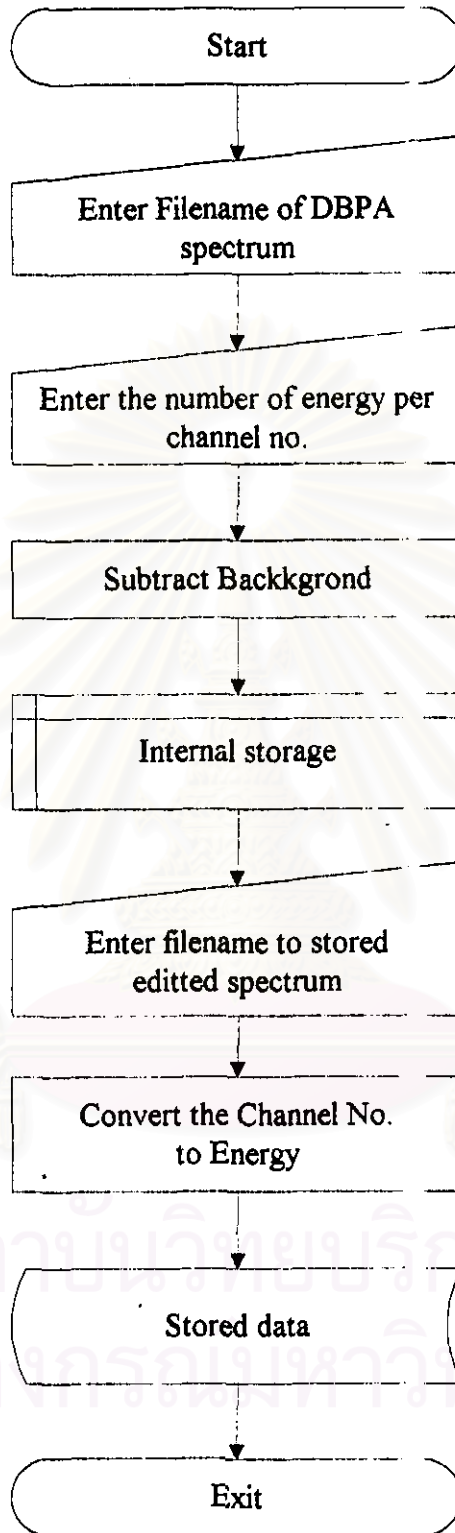 Start
Enter Filename of DBPA
spectrum
Enter the number of energy per
channel no.
Subtract Backkgrond
Internal storage
Enter filename to stored
editted spectrum
Convert the Channel No.
to Energy
Stored data
Exit